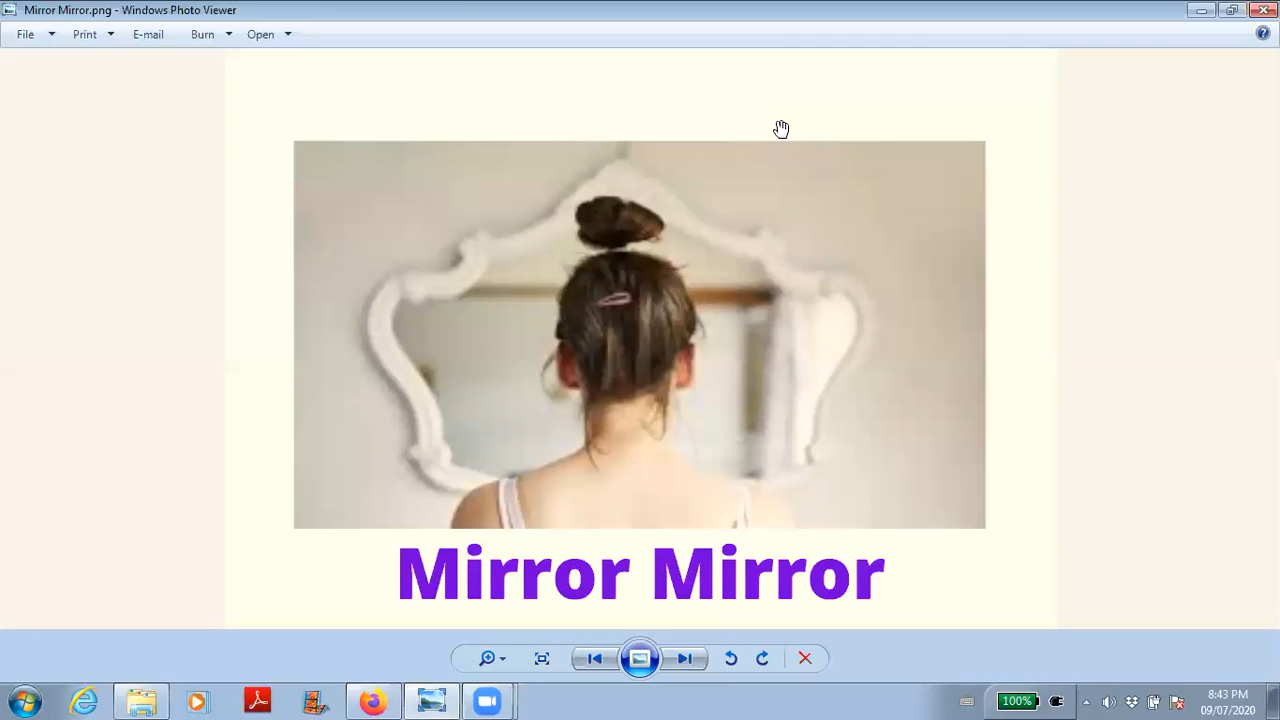 Mirror Mirror.png - Windows Photo Viewer
File Print E-mail Burn Open
Mirror Mirror
100%
8:43 PM
09/07/2020